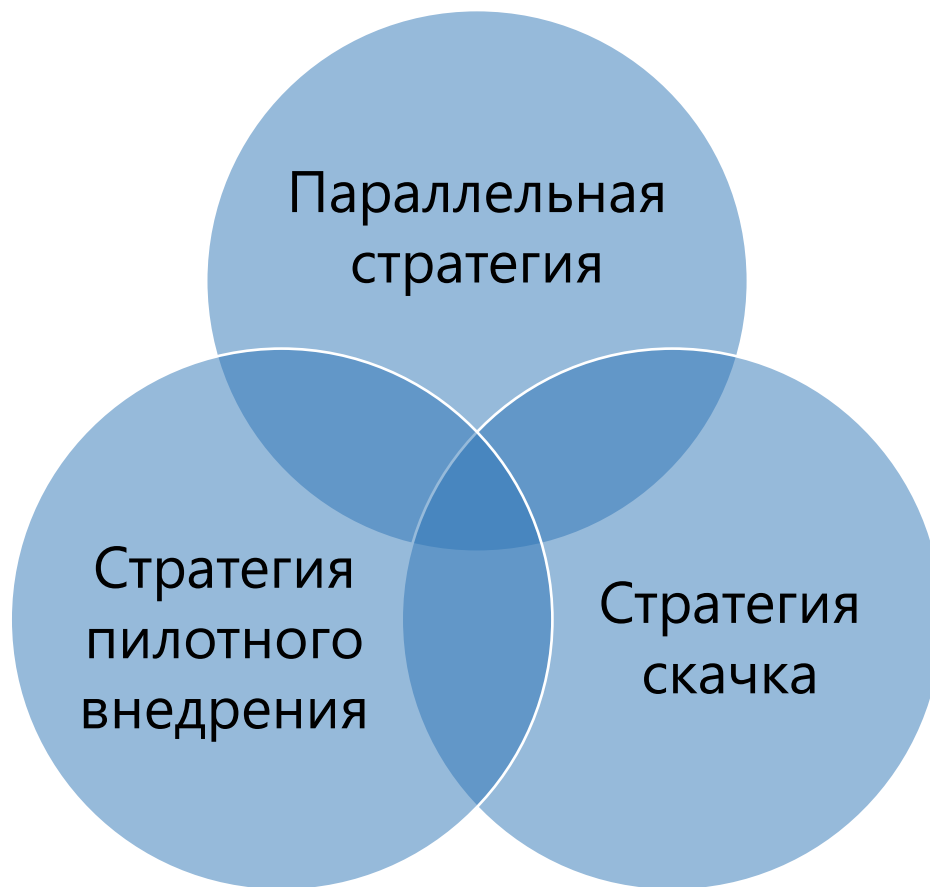 Параллельная
стратегия
Стратегия
пилотного
внедрения
Стратегия
скачка